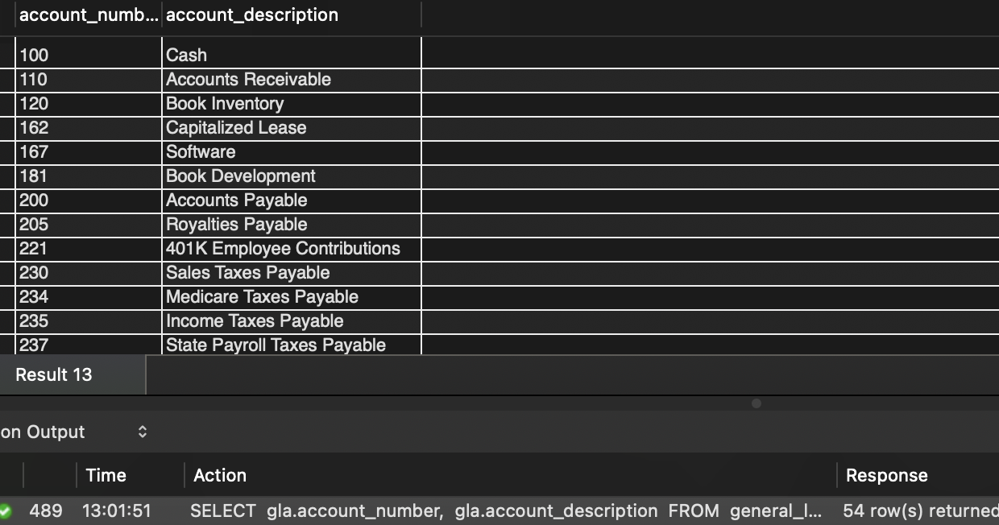 account_numb... account_description
100 Cash
110 Accounts Receivable
120 Book Inventory
162 Capitalized Lease
167 Software
181 Book Development
200 Accounts Payable
205 Royalties Payable
221 401K Employee Contributions
230 Sales Taxes Payable
234 Medicare Taxes Payable
235 Income Taxes Payable
237 State Payroll Taxes Payable
Result 13
on Output
Time Action Response
489 13:01:51 SELECT gla.account_number, gla.account_description FROM general_l... 54 row(s) returned